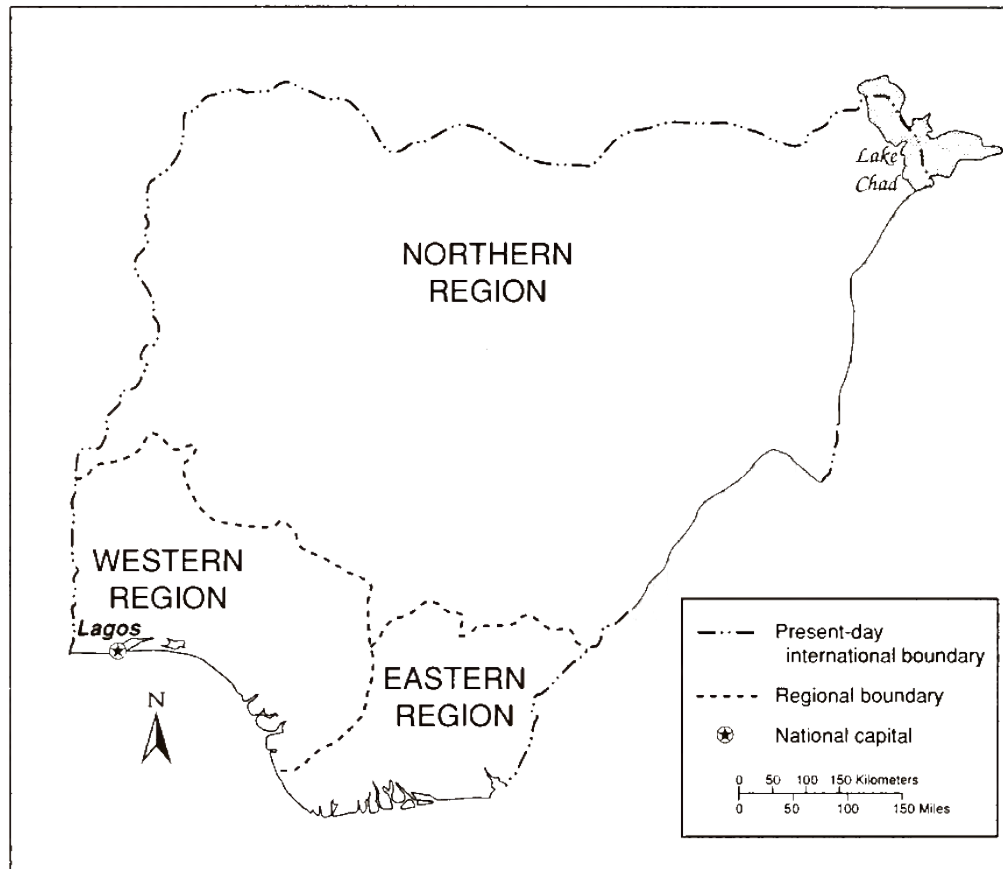 Lake
Chad
NORTHERN
REGION
WESTERN
REGION
Lagos
EASTERN
REGION
N
Present-day
international boundary
Regional boundary
National capital
0 50 100 150 Kilometers
0 50 100 150 Miles